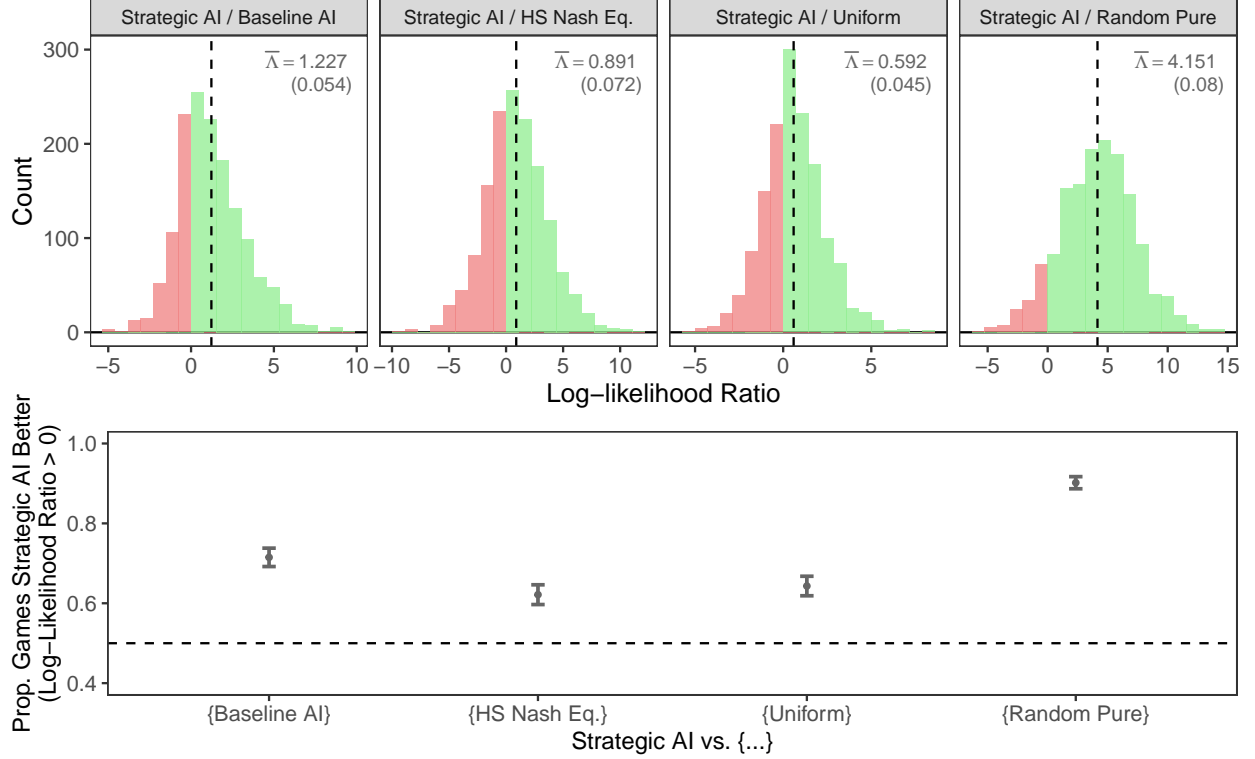 Strategic AI / Baseline AI
Strategic AI / HS Nash Eq.
Strategic AI / Uniform
Strategic AI / Random Pure
Λ = 1.227
(0.054)
Λ = 0.891
(0.072)
Λ = 0.592
(0.045)
Λ = 4.151
(0.08)
Count
300
200
100
0
−5 0 5 10
−10 −5 0 5 10
−5 0 5
−5 0 5 10 15
Log−likelihood Ratio
Prop. Games Strategic AI Better
(Log−Likelihood Ratio > 0)
1.0
0.8
0.6
0.4
{Baseline AI}
{HS Nash Eq.}
{Uniform}
{Random Pure}
Strategic AI vs. {...}